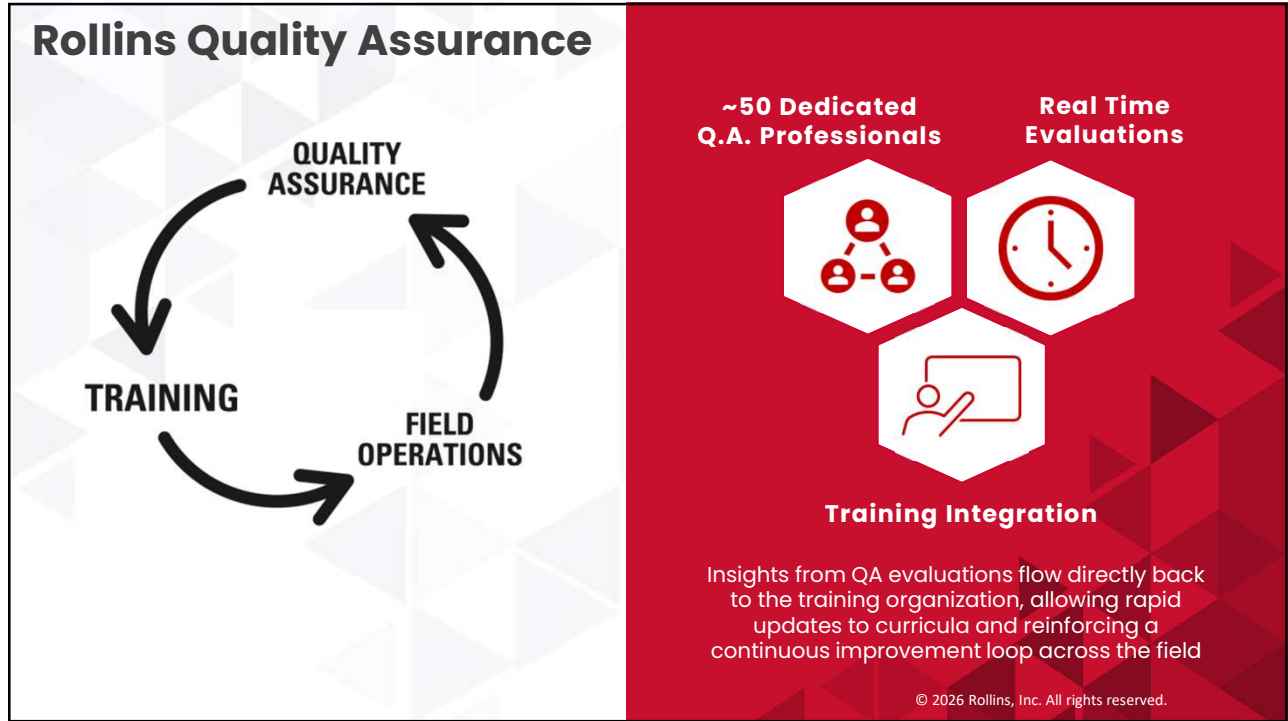 Rollins Quality Assurance
QUALITY
ASSURANCE
TRAINING
FIELD
OPERATIONS
~50 Dedicated
Q.A. Professionals
Real Time
Evaluations
Training Integration
Insights from QA evaluations flow directly back
to the training organization, allowing rapid
updates to curricula and reinforcing a
continuous improvement loop across the field
© 2026 Rollins, Inc. All rights reserved.